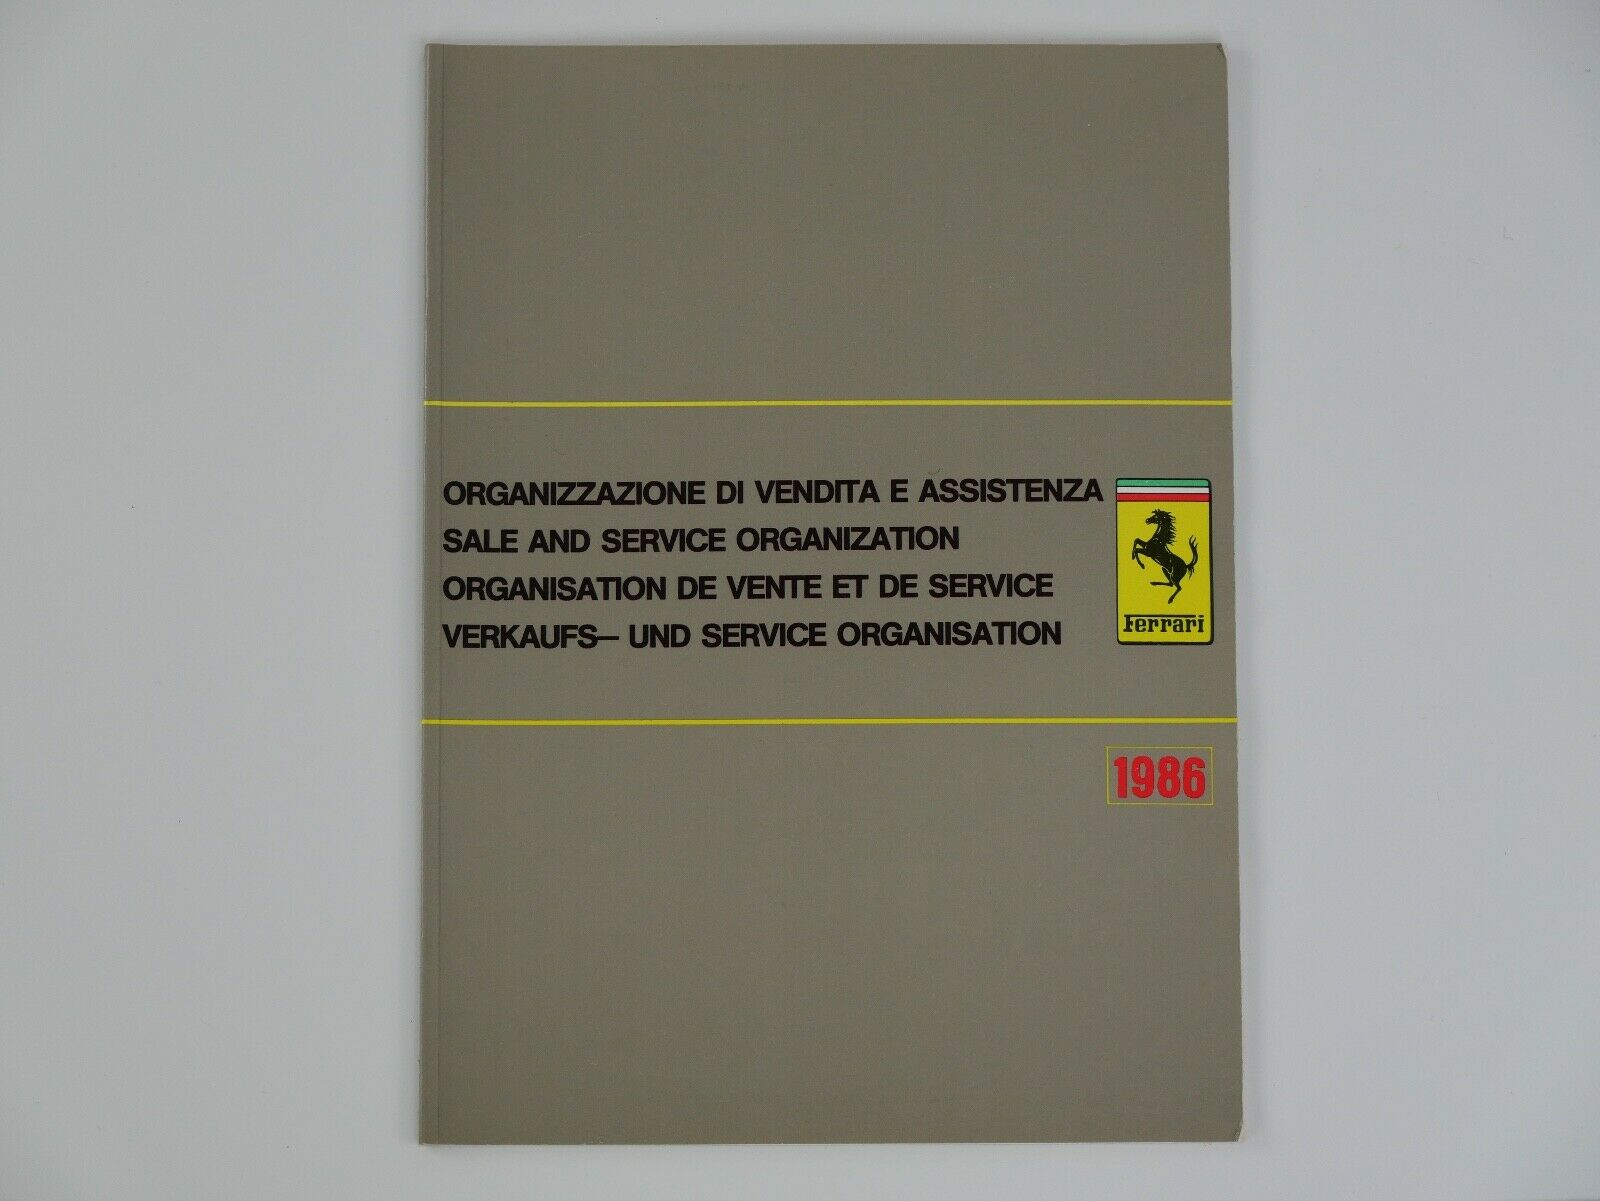 ORGANIZZAZIONE DI VENDITA E ASSISTENZA
SALE AND SERVICE ORGANIZATION
ORGANISATION DE VENTE ET DE SERVICE
VERKAUFS— UND SERVICE ORGANISATION
Ferrari
1986